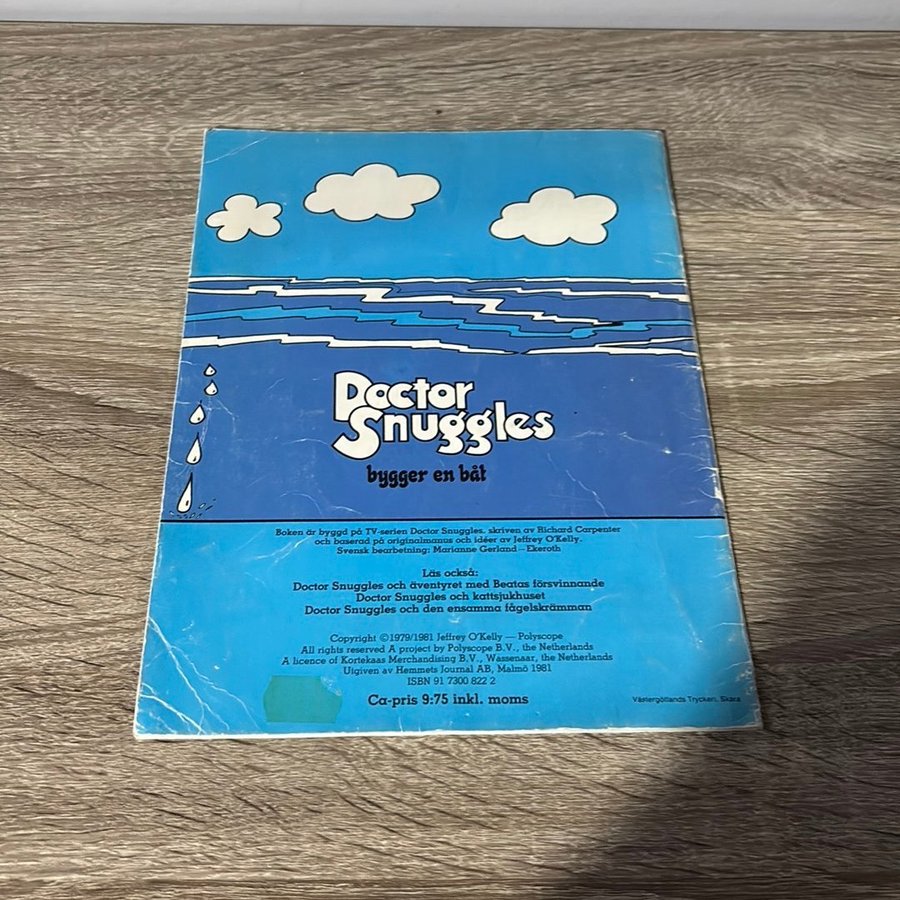 Doctor
Snuggles
bygger en båt
Boken är byggd på TV-serien Doctor Snuggles, skriven av Richard Carpenter
och baserad på originalmanus och idéer av Jeffrey O'Kelly.
Svensk bearbetning: Marianne Gerland – Ekeroth
Läs också:
Doctor Snuggles och äventyret med Beatas försvinnande
Doctor Snuggles och kattsjukhuset
Doctor Snuggles och den ensamma fågelskrämman
Copyright ©1979/1981 Jeffrey O'Kelly — Polyscope
All rights reserved A project by Polyscope B.V., the Netherlands
A licence of Kortekaas Merchandising B.V., Wassenaar, the Netherlands
Utgiven av Hemmets Journal AB, Malmö 1981
ISBN 91 7300 822 2
Ca-pris 9:75 inkl. moms
Västergötlands Tryckeri, Skara